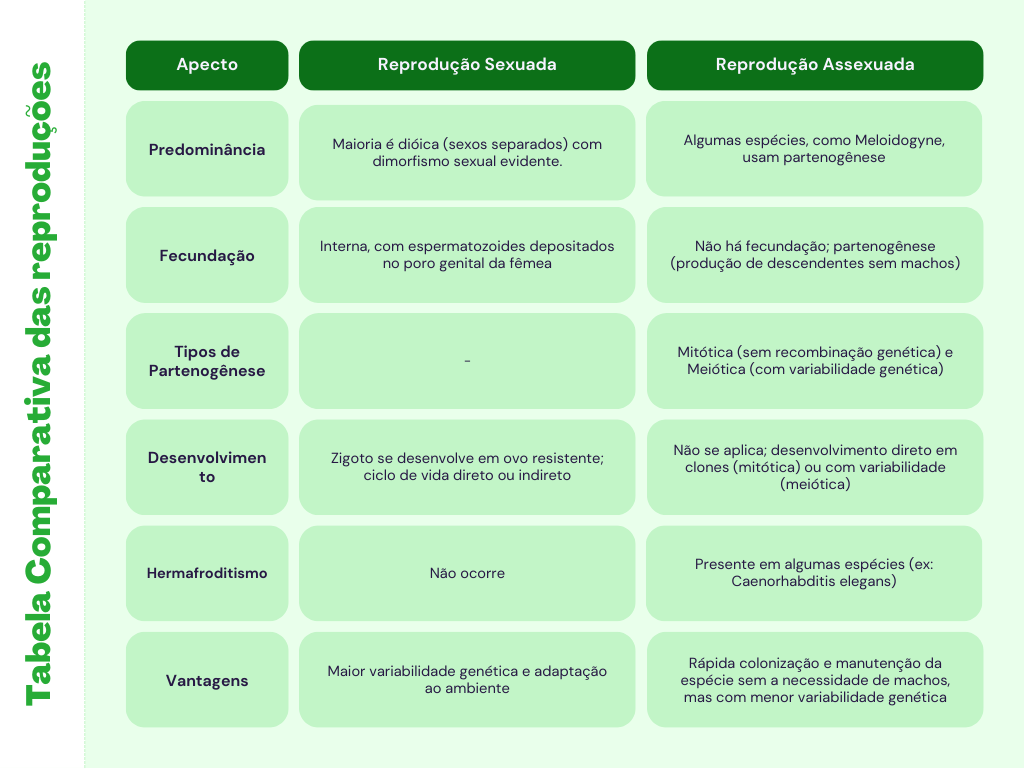 Tabela Comparativa das reproduções
Apecto
Reprodução Sexuada
Reprodução Assexuada
Predominância
Maioria é dióica (sexos separados) com
dimorfismo sexual evidente.
Algumas espécies, como Meloidogyne,
usam partenogênese
Fecundação
Interna, com espermatozoides depositados
no poro genital da fêmea
Não há fecundação; partenogênese
(produção de descendentes sem machos)
Tipos de
Partenogênese
-
Mitótica (sem recombinação genética) e
Meiótica (com variabilidade genética)
Desenvolvimen
to
Zigoto se desenvolve em ovo resistente;
ciclo de vida direto ou indireto
Não se aplica; desenvolvimento direto em
clones (mitótica) ou com variabilidade
(meiótica)
Hermafroditismo
Não ocorre
Presente em algumas espécies (ex:
Caenorhabditis elegans)
Vantagens
Maior variabilidade genética e adaptação
ao ambiente
Rápida colonização e manutenção da
espécie sem a necessidade de machos,
mas com menor variabilidade genética